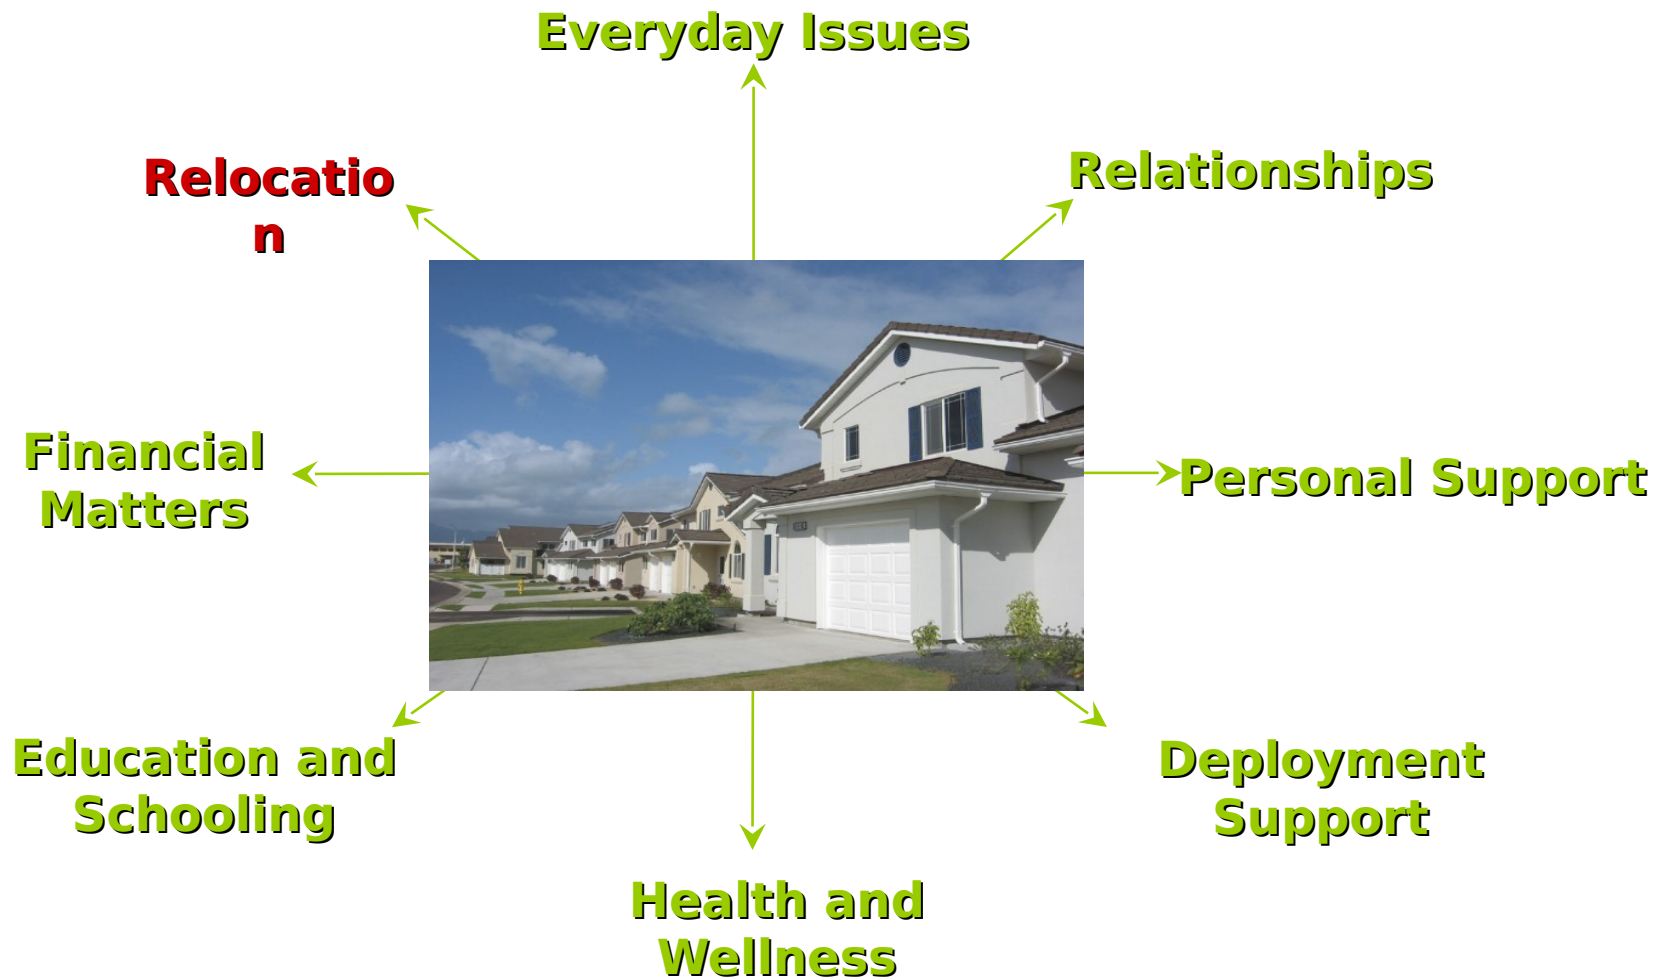 Everyday Issues
Relocatio
n
Relationships
Financial
Matters
Personal Support
Education and
Schooling
Deployment
Support
Health and
Wellness